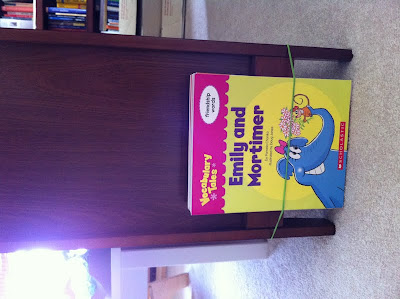 Vocabulary
Tales
friendship
words
Emily and
Mortimer
SCHOLASTIC